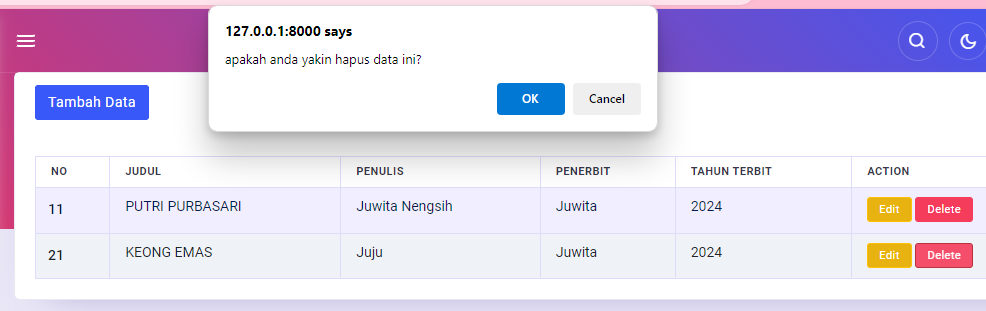 127.0.0.1:8000 says
apakah anda yakin hapus data ini?
OK Cancel
Tambah Data
NO JUDUL PENULIS PENERBIT TAHUN TERBIT ACTION
11 PUTRI PURBASARI Juwita Nengsih Juwita 2024 Edit Delete
21 KEONG EMAS Juju Juwita 2024 Edit Delete